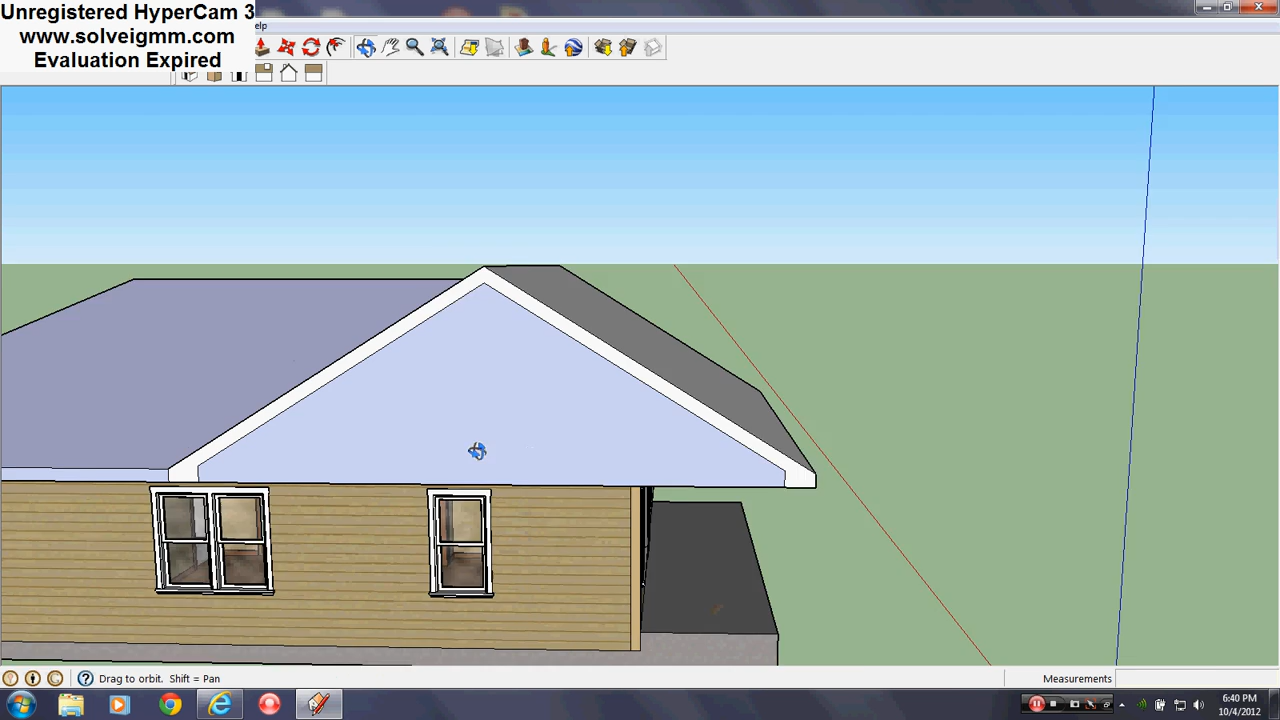 Unregistered HyperCam 3
www.solveigmm.com
Evaluation Expired
elp
Drag to orbit. Shift = Pan
Measurements
6:40 PM
10/4/2012